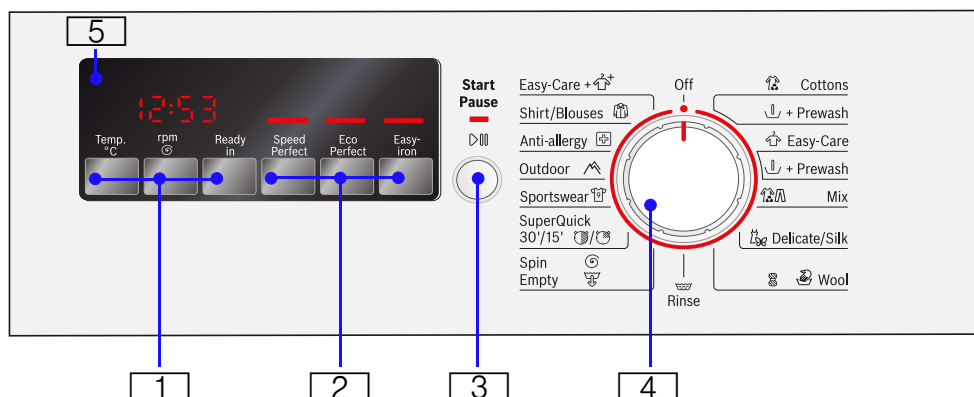 5
12:53
Temp.
°C
rpm
Ready
in
Speed
Perfect
Eco
Perfect
Easy-
iron
Start
Pause
Easy-Care +
Shirt/Blouses
Anti-allergy
Outdoor
Sportswear
SuperQuick
30'/15' /
Spin
Empty
Off
Cottons
+ Prewash
Easy-Care
+ Prewash
Mix
Delicate/Silk
Wool
Rinse
1
2
3
4